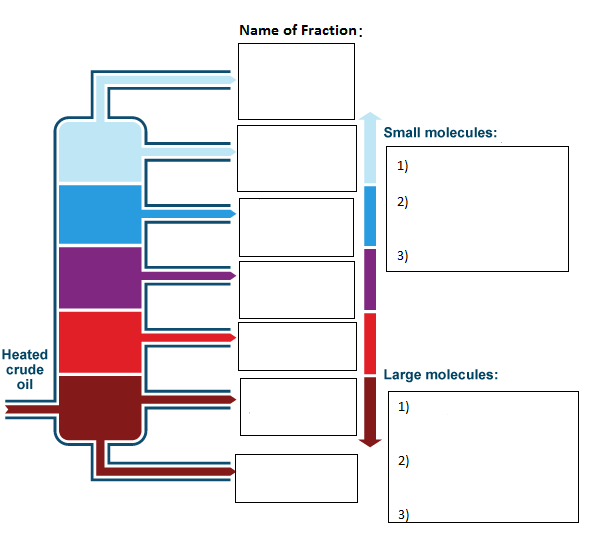 Name of Fraction:
Small molecules:
1)
2)
3)
Heated
crude
oil
Large molecules:
1)
2)
3)